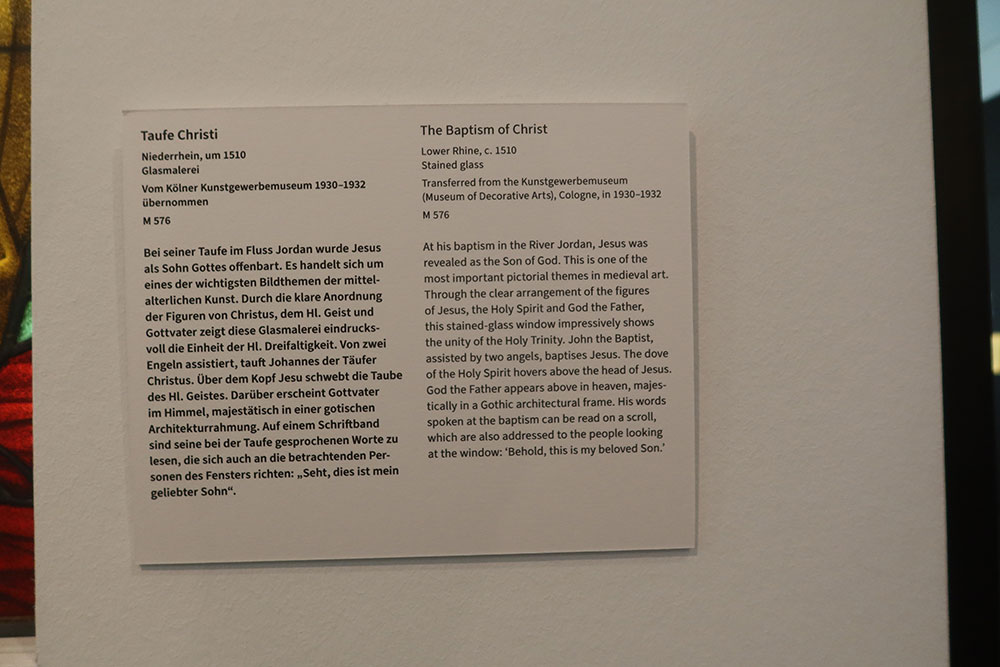 Taufe Christi
Niederrhein, um 1510
Glasmalerei
Vom Kölner Kunstgewerbemuseum 1930–1932
übernommen
M 576
Bei seiner Taufe im Fluss Jordan wurde Jesus
als Sohn Gottes offenbart. Es handelt sich um
eines der wichtigsten Bildthemen der mittel-
alterlichen Kunst. Durch die klare Anordnung
der Figuren von Christus, dem Hl. Geist und
Gottvater zeigt diese Glasmalerei eindrucks-
voll die Einheit der Hl. Dreifaltigkeit. Von zwei
Engeln assistiert, tauft Johannes der Täufer
Christus. Über dem Kopf Jesu schwebt die Taube
des Hl. Geistes. Darüber erscheint Gottvater
im Himmel, majestätisch in einer gotischen
Architekturrahmung. Auf einem Schriftband
sind seine bei der Taufe gesprochenen Worte zu
lesen, die sich auch an die betrachtenden Per-
sonen des Fensters richten: „Seht, dies ist mein
geliebter Sohn“.
The Baptism of Christ
Lower Rhine, c. 1510
Stained glass
Transferred from the Kunstgewerbemuseum
(Museum of Decorative Arts), Cologne, in 1930–1932
M 576
At his baptism in the River Jordan, Jesus was
revealed as the Son of God. This is one of the
most important pictorial themes in medieval art.
Through the clear arrangement of the figures
of Jesus, the Holy Spirit and God the Father,
this stained-glass window impressively shows
the unity of the Holy Trinity. John the Baptist,
assisted by two angels, baptises Jesus. The dove
of the Holy Spirit hovers above the head of Jesus.
God the Father appears above in heaven, majes-
tically in a Gothic architectural frame. His words
spoken at the baptism can be read on a scroll,
which are also addressed to the people looking
at the window: ‘Behold, this is my beloved Son.’